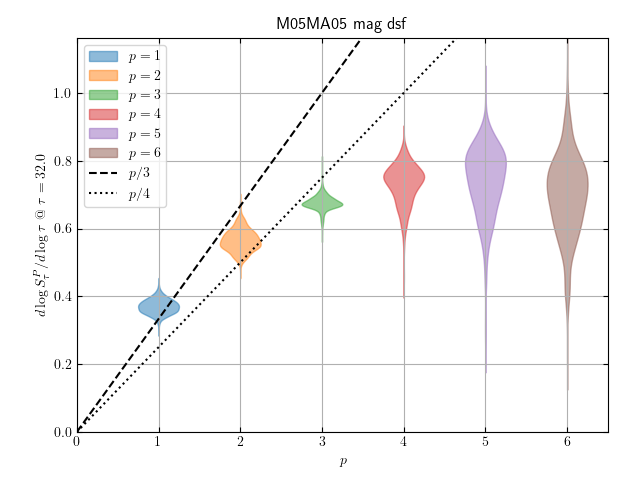 M05MA05 mag dsf
p = 1
p = 2
p = 3
p = 4
p = 5
p = 6
p/3
p/4
d log S_τ^P / d log τ @ τ = 32.0
1.0
0.8
0.6
0.4
0.2
0.0
0 1 2 3 4 5 6
p